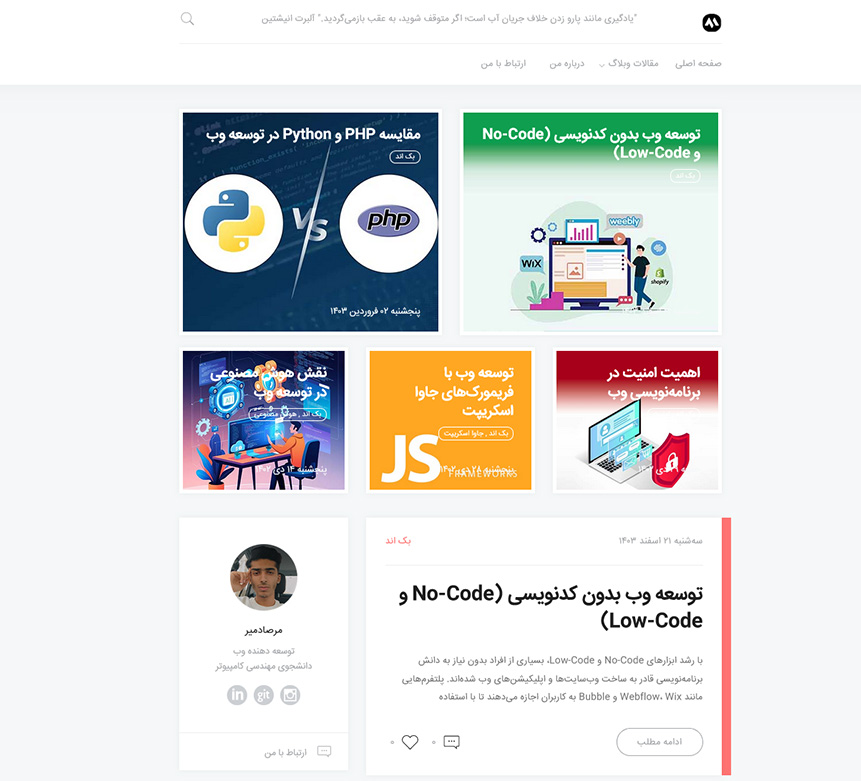 "یادگیری مانند پارو زدن خلاف جریان آب است؛ اگر متوقف شوید، به عقب بازمی‌گردید." آلبرت انیشتین
صفحه اصلی
مقالات وبلاگ
درباره من
ارتباط با من
توسعه وب بدون کدنویسی (No-Code
و Low-Code)
بک اند
weebly
WiX
shopify
مقایسه PHP و Python در توسعه وب
بک اند
VS
php
پنجشنبه ۰۲ فروردین ۱۴۰۳
اهمیت امنیت در
برنامه‌نویسی وب
توسعه وب با
فریمورک‌های جاوا
اسکریپت
بک اند , جاوا اسکریپت
JS
پنجشنبه ۲۸ دی ۱۴۰۲
FRAMEWORKS
نقش هوش مصنوعی
در توسعه وب
بک اند , هوش مصنوعی
پنجشنبه ۱۴ دی ۱۴۰۲
سه‌شنبه ۲۱ اسفند ۱۴۰۳
بک اند
توسعه وب بدون کدنویسی (No-Code و
Low-Code)
با رشد ابزارهای No-Code و Low-Code، بسیاری از افراد بدون نیاز به دانش
برنامه‌نویسی قادر به ساخت وب‌سایت‌ها و اپلیکیشن‌های وب شده‌اند. پلتفرم‌هایی
مانند Webflow، Wix و Bubble به کاربران اجازه می‌دهند تا با استفاده
ادامه مطلب
۰
۰
مرصادمیر
توسعه دهنده وب
دانشجوی مهندسی کامپیوتر
in
git
ارتباط با من